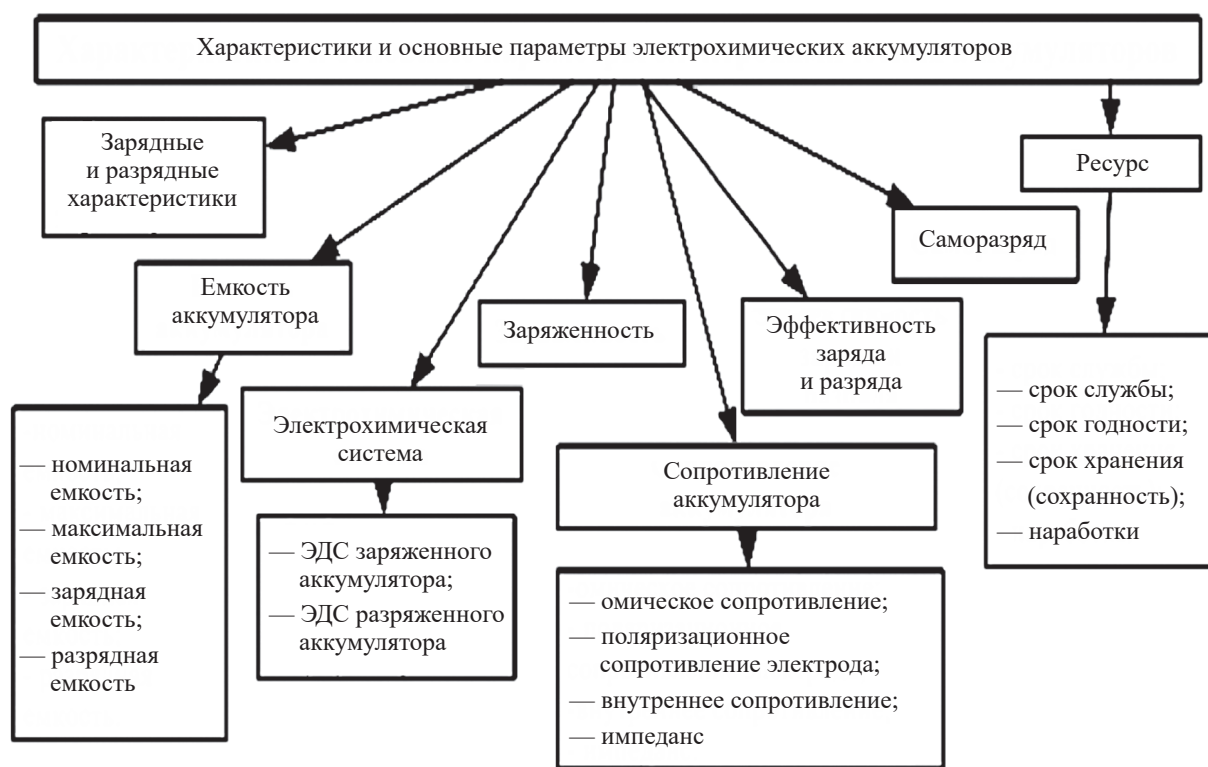 Характеристики и основные параметры электрохимических аккумуляторов
Зарядные
и разрядные
характеристики
Ресурс
Саморазряд
Емкость
аккумулятора
Заряженность
Эффективность
заряда
и разряда
Электрохимическая
система
Сопротивление
аккумулятора
— номинальная
емкость;
— максимальная
емкость;
— зарядная
емкость;
— разрядная
емкость
— ЭДС заряженного
аккумулятора;
— ЭДС разряженного
аккумулятора
— омическое сопротивление;
— поляризационное
сопротивление электрода;
— внутреннее сопротивление;
— импеданс
— срок службы;
— срок годности;
— срок хранения
(сохранность);
— наработки